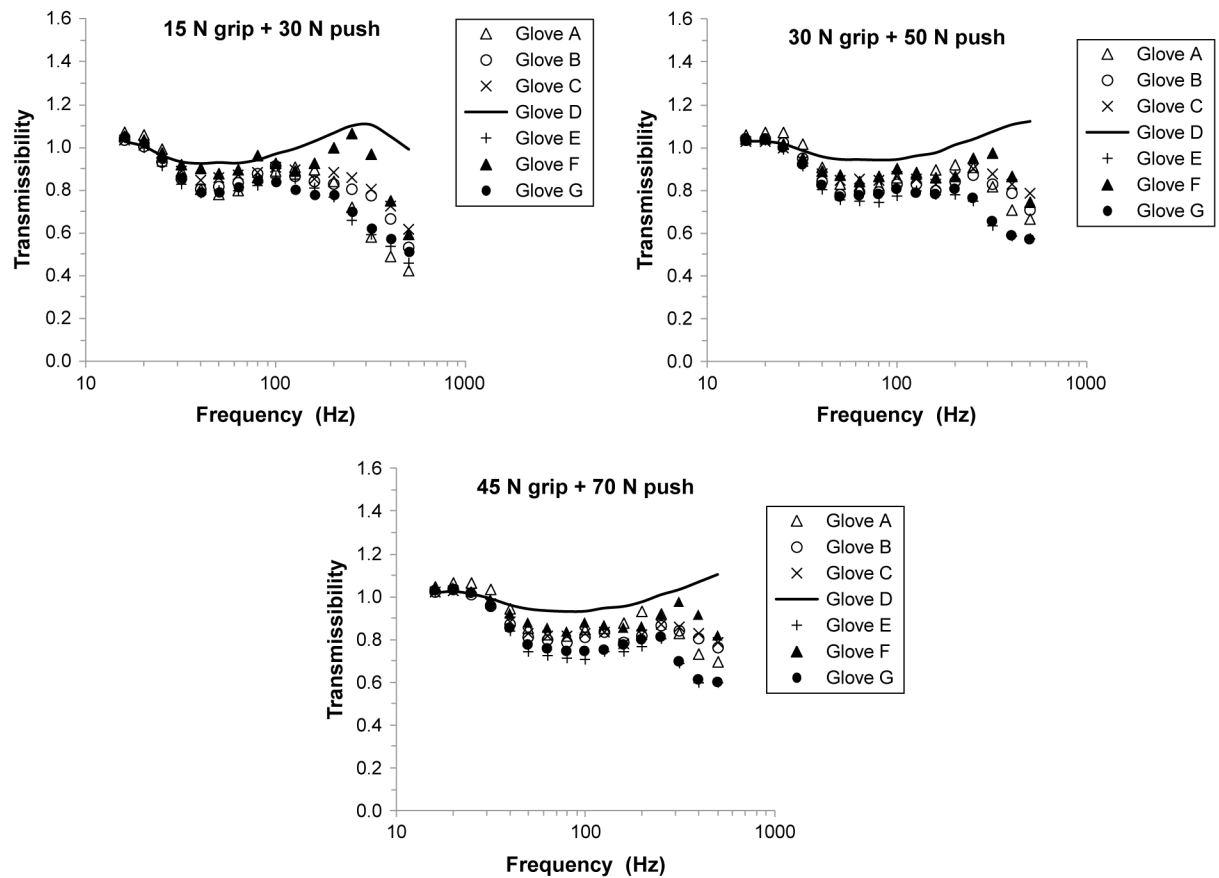 15 N grip + 30 N push
Transmissibility
1.6
1.4
1.2
1.0
0.8
0.6
0.4
0.2
0.0
10
100
1000
Frequency (Hz)
Glove A
Glove B
Glove C
Glove D
Glove E
Glove F
Glove G
30 N grip + 50 N push
Transmissibility
1.6
1.4
1.2
1.0
0.8
0.6
0.4
0.2
0.0
10
100
1000
Frequency (Hz)
Glove A
Glove B
Glove C
Glove D
Glove E
Glove F
Glove G
45 N grip + 70 N push
Transmissibility
1.6
1.4
1.2
1.0
0.8
0.6
0.4
0.2
0.0
10
100
1000
Frequency (Hz)
Glove A
Glove B
Glove C
Glove D
Glove E
Glove F
Glove G